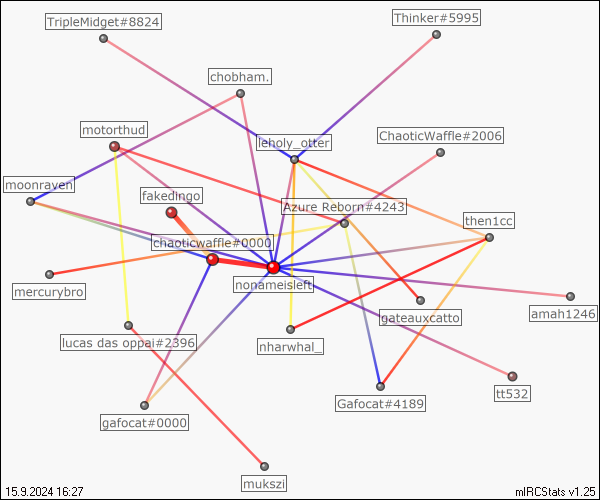 TripleMidget#8824
Thinker#5995
chobham.
motorthud
leholy_otter
ChaoticWaffle#2006
moonraven
fakedingo
Azure Reborn#4243
then1cc
chaoticwaffle#0000
mercurybro
nonameisleft
amah1246
gateauxcatto
lucas das oppai#2396
nharwhal_
tt532
Gafocat#4189
gafocat#0000
mukszi
15.9.2024 16:27
mIRCStats v1.25